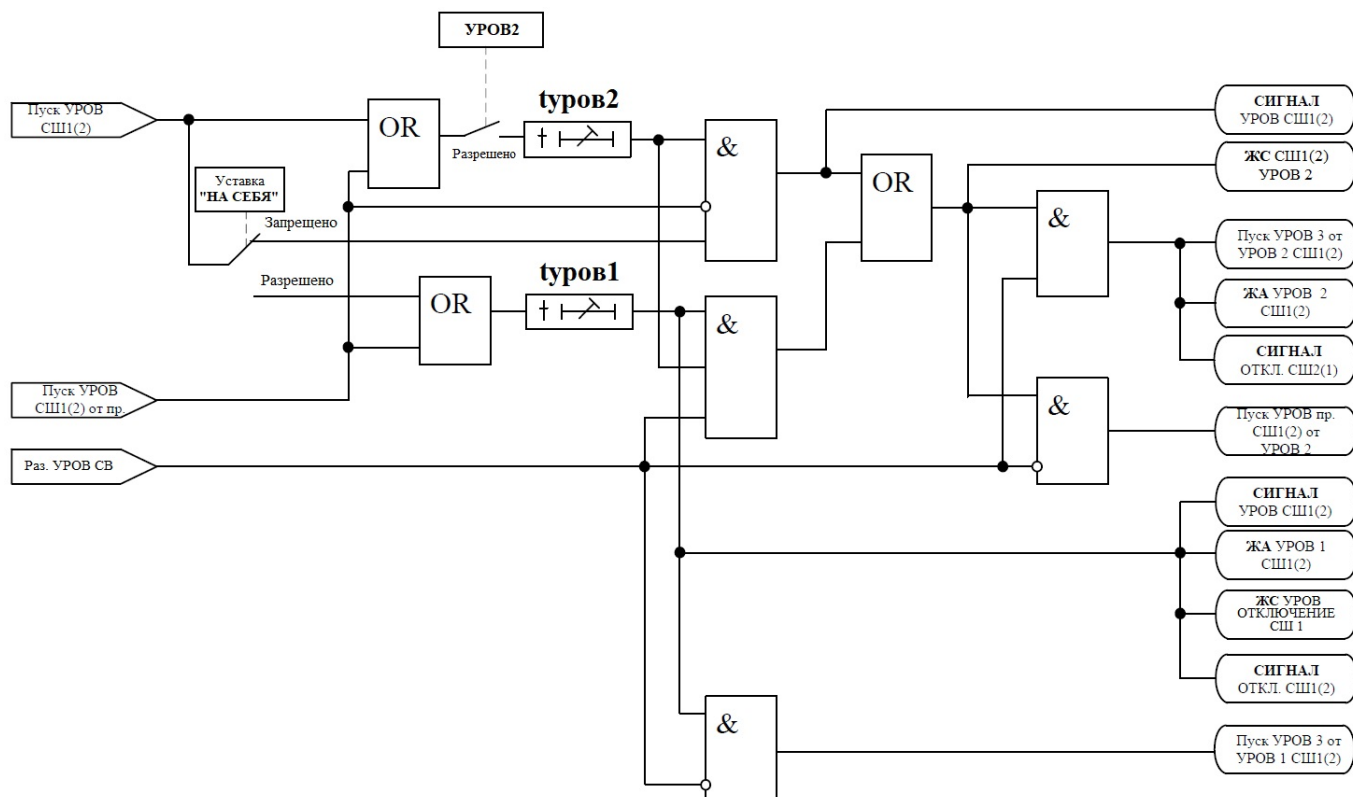 УРОВ2
Пуск УРОВ
СШ1(2)
OR
tуров2
Разрешено
&
СИГНАЛ
УРОВ СШ1(2)
ЖС СШ1(2)
УРОВ 2
OR
&
Уставка
"НА СЕБЯ"
Запрещено
Разрешено
OR
tуров1
&
Пуск УРОВ 3 от
УРОВ 2 СШ1(2)
ЖА УРОВ 2
СШ1(2)
СИГНАЛ
ОТКЛ. СШ2(1)
Пуск УРОВ
СШ1(2) от пр.
&
Пуск УРОВ пр.
СШ1(2) от
УРОВ 2
Раз. УРОВ СВ
СИГНАЛ
УРОВ СШ1(2)
ЖА УРОВ 1
СШ1(2)
ЖС УРОВ
ОТКЛЮЧЕНИЕ
СШ 1
СИГНАЛ
ОТКЛ. СШ1(2)
&
Пуск УРОВ 3 от
УРОВ 1 СШ1(2)